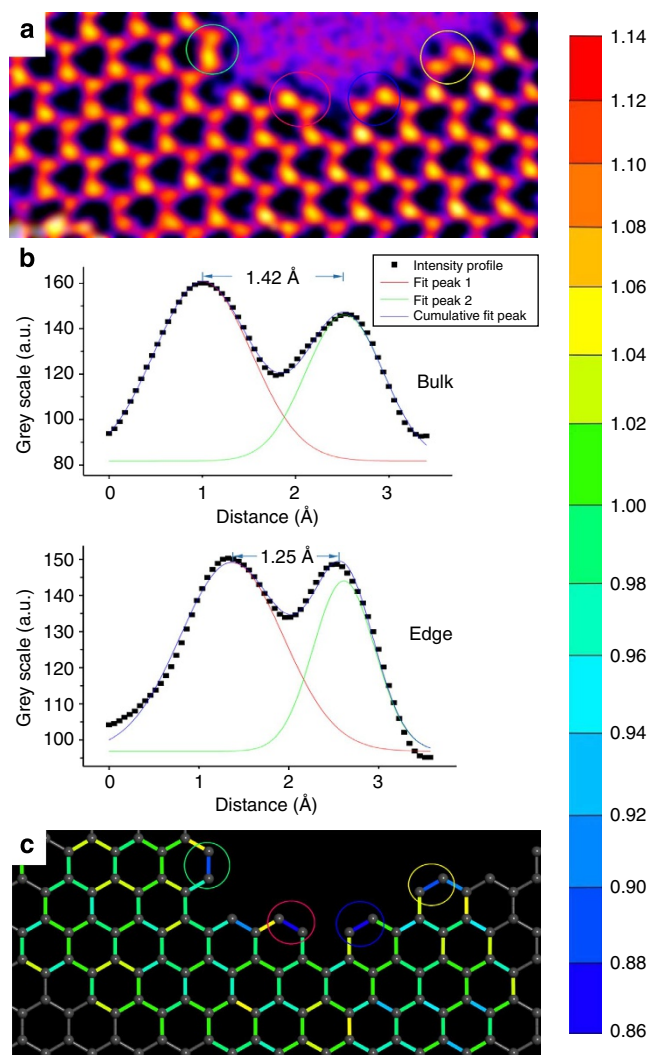 a
b
160
140
120
100
80
Grey scale (a.u.)
1.42 Å
Intensity profile
Fit peak 1
Fit peak 2
Cumulative fit peak
Bulk
0 1 2 3
Distance (Å)
150
140
130
120
110
100
Grey scale (a.u.)
1.25 Å
Edge
0 1 2 3
Distance (Å)
c
1.14
1.12
1.10
1.08
1.06
1.04
1.02
1.00
0.98
0.96
0.94
0.92
0.90
0.88
0.86